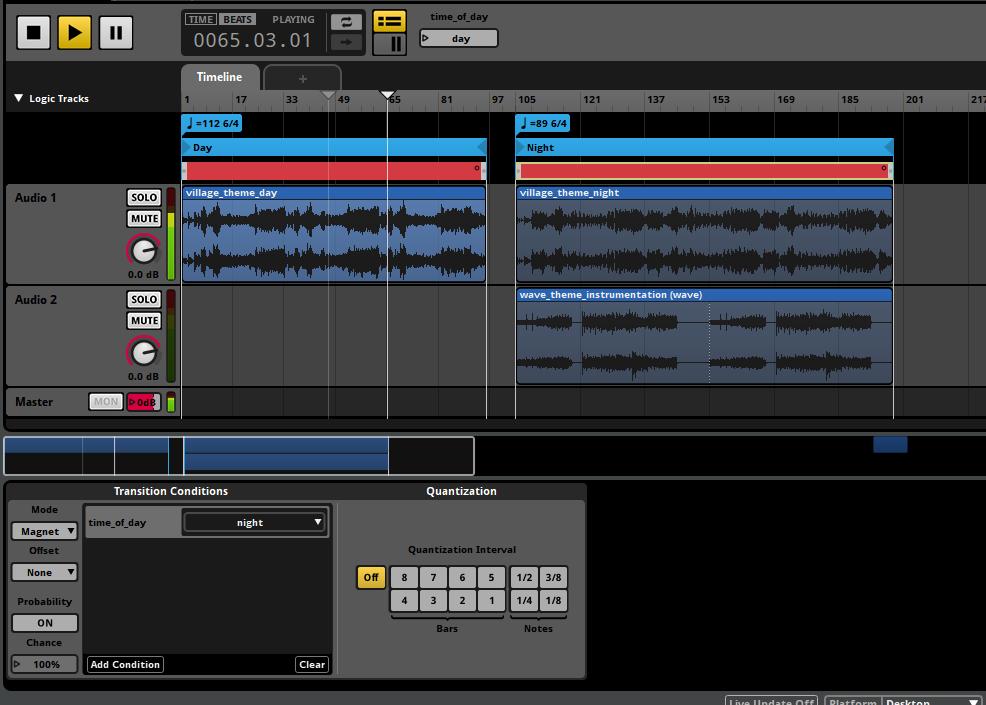 time_of_day
TIME BEATS PLAYING
0065.03.01
day
Timeline +
Logic Tracks
1 17 33 49 65 81 97 105 121 137 153 169 185 201 217
=112 6/4 =89 6/4
Day Night
Audio 1 SOLO village_theme_day village_theme_night
MUTE
0.0 dB
Audio 2 SOLO wave_theme_instrumentation (wave)
MUTE
0.0 dB
Master MON 0dB
Transition Conditions Quantization
Mode
Magnet time_of_day night
Offset
None
Quantization Interval
Off 8 7 6 5 1/2 3/8
4 3 2 1 1/4 1/8
Bars Notes
Probability
ON
Chance
100% Add Condition Clear
Live Update Off Platform Desktop